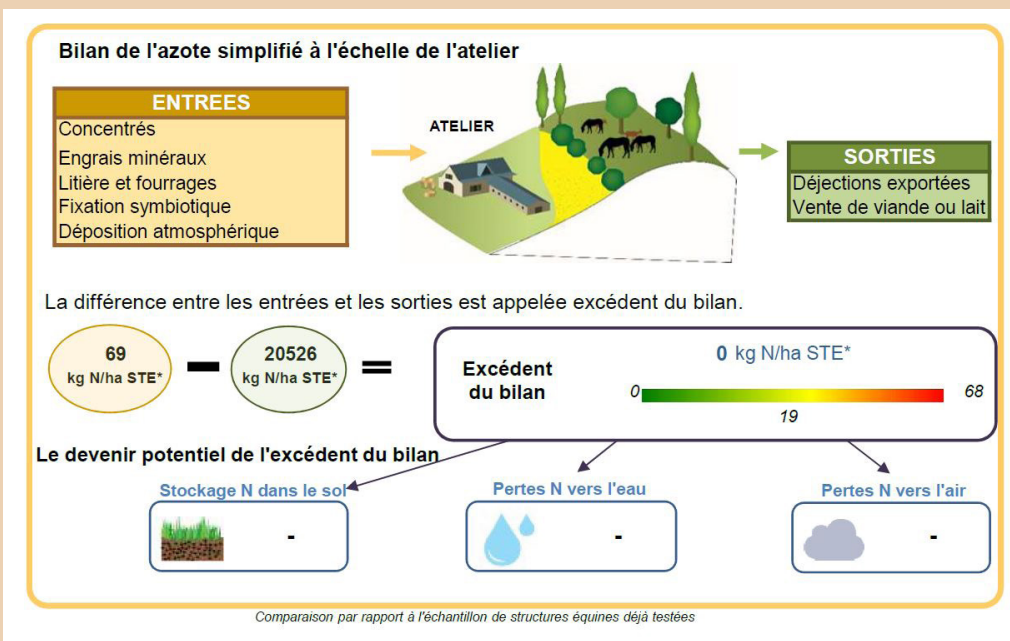 Bilan de l'azote simplifié à l'échelle de l'atelier
ENTREES
Concentrés
Engrais minéraux
Litière et fourrages
Fixation symbiotique
Déposition atmosphérique
ATELIER
SORTIES
Déjections exportées
Vente de viande ou lait
La différence entre les entrées et les sorties est appelée excédent du bilan.
69
kg N/ha STE*
20526
kg N/ha STE*
Excédent
du bilan
0 kg N/ha STE*
0
68
19
Le devenir potentiel de l'excédent du bilan
Stockage N dans le sol
Pertes N vers l'eau
Pertes N vers l'air
-
-
-
Comparaison par rapport à l'échantillon de structures équines déjà testées